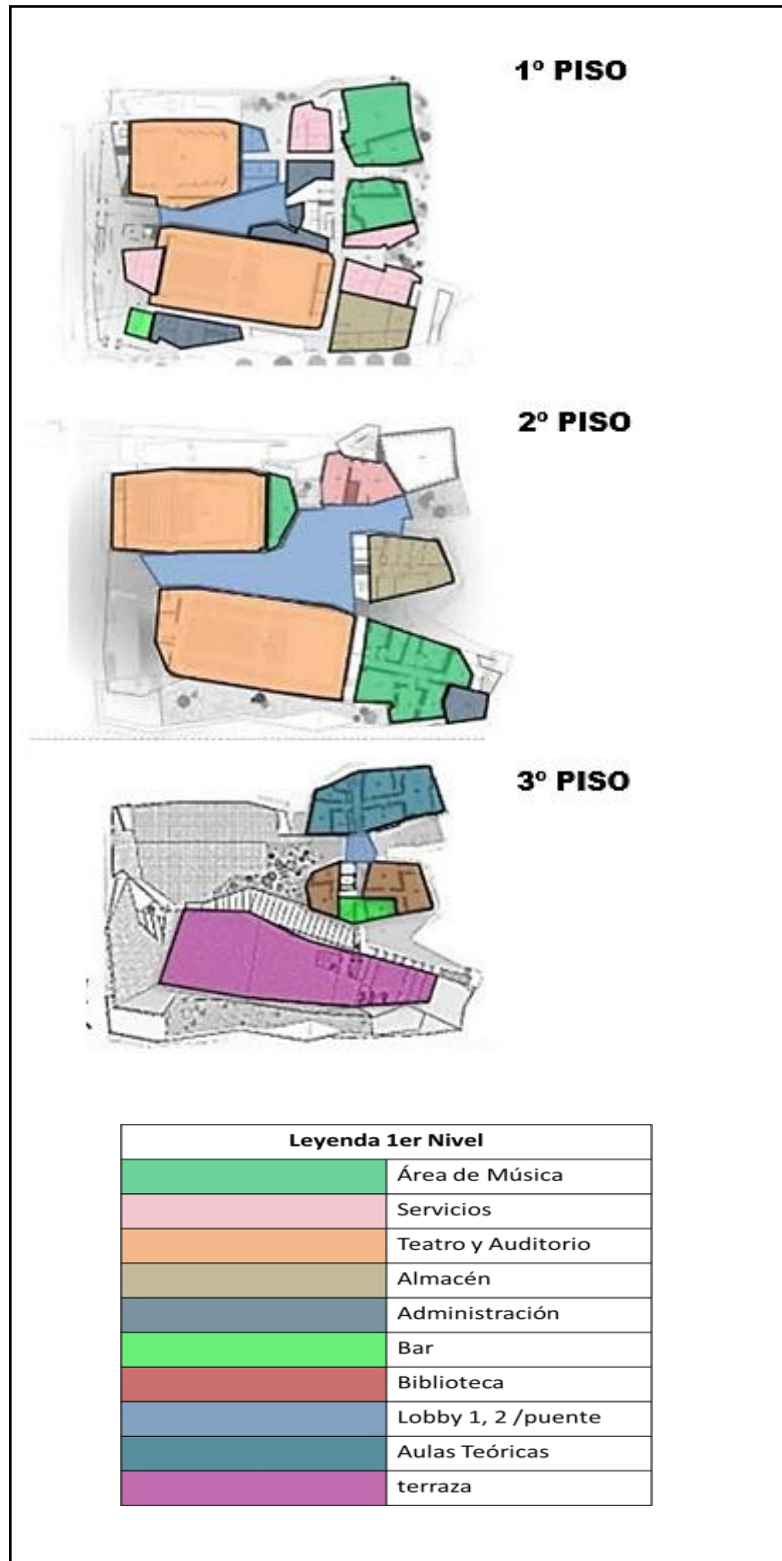 1º PISO
2º PISO
3º PISO
Leyenda 1er Nivel
Área de Música
Servicios
Teatro y Auditorio
Almacén
Administración
Bar
Biblioteca
Lobby 1, 2 /puente
Aulas Teóricas
terraza